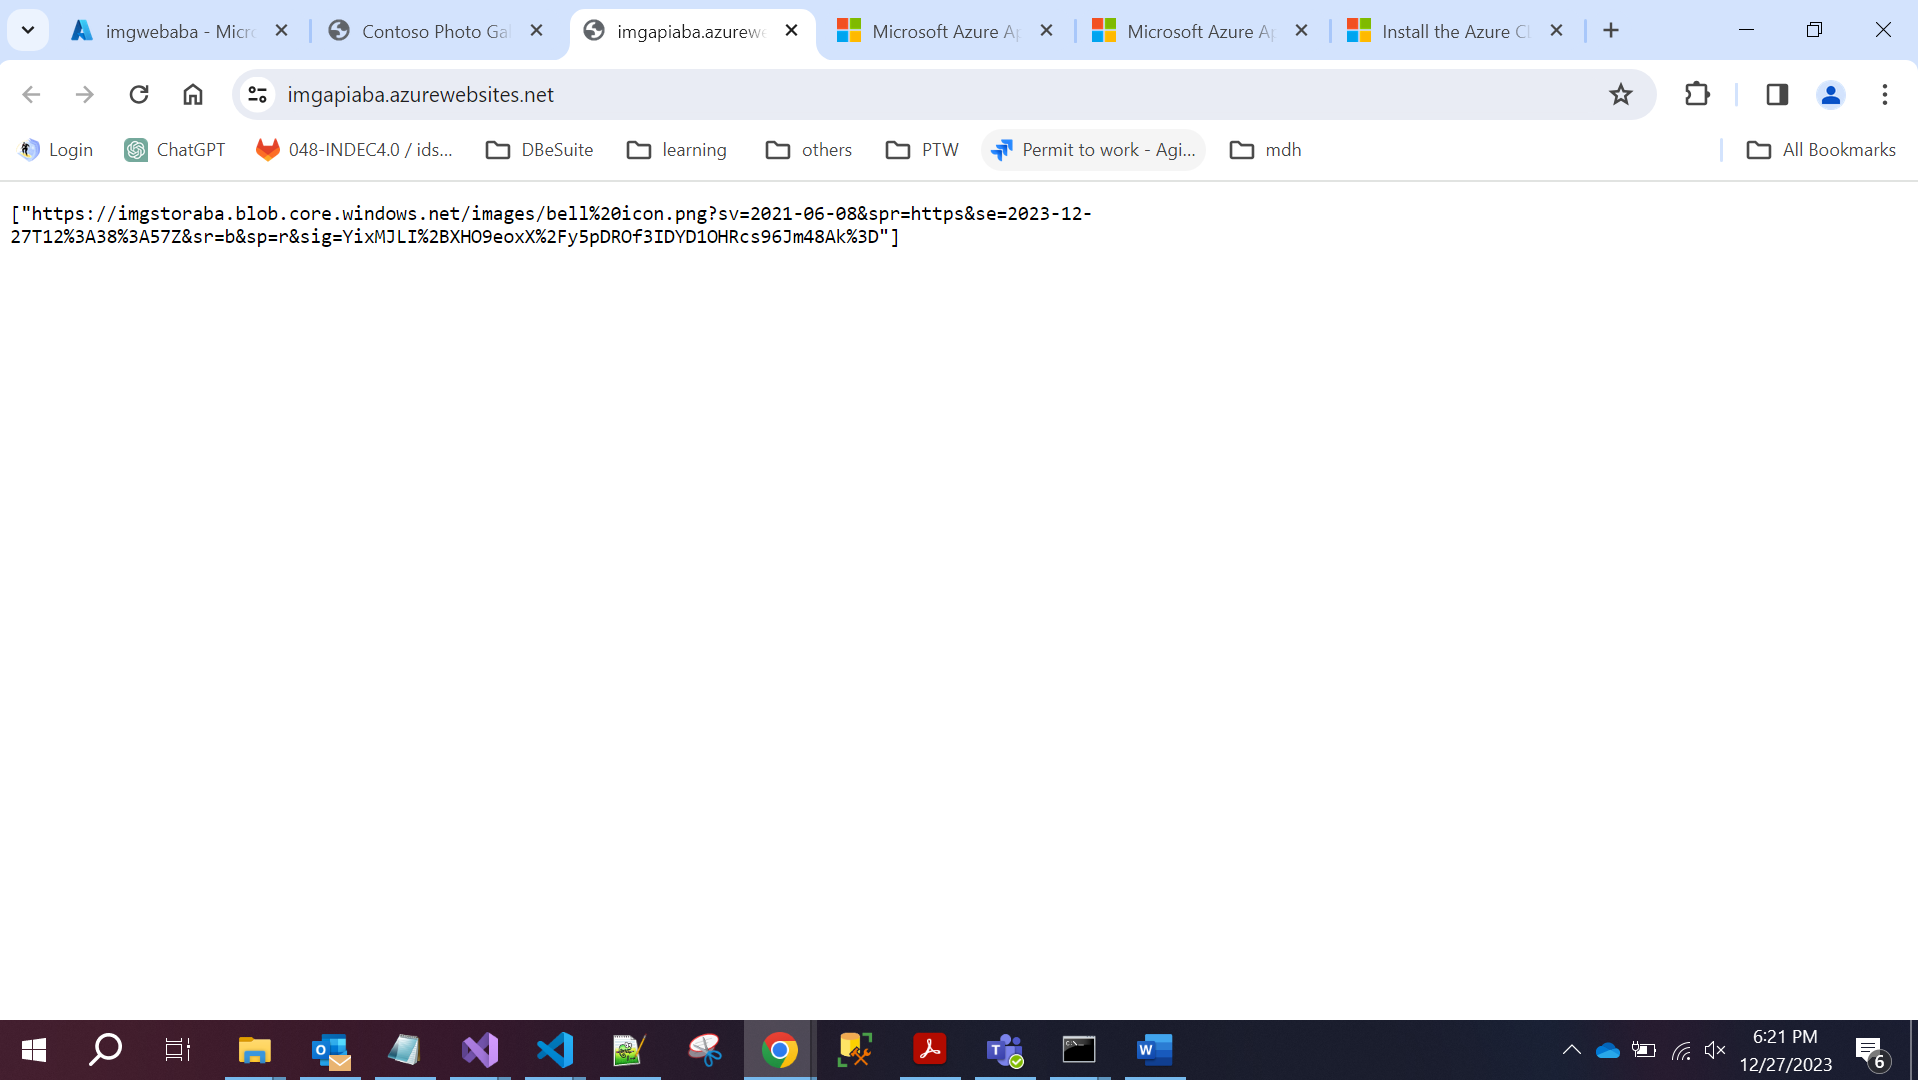 imgwebaba - Micro
Contoso Photo Gal
imgapiaba.azurewe
Microsoft Azure Ap
Microsoft Azure Ap
Install the Azure CL
imgapiaba.azurewebsites.net
Login
ChatGPT
048-INDEC4.0 / ids...
DBeSuite
learning
others
PTW
Permit to work - Agi...
mdh
All Bookmarks
["https://imgstoraba.blob.core.windows.net/images/bell%20icon.png?sv=2021-06-08&spr=https&se=2023-12-
27T12%3A38%3A57Z&sr=b&sp=r&sig=YixMJLI%2BXHO9eoxX%2Fy5pDROf3IDYD1OHRcs96Jm48Ak%3D"]
6:21 PM
12/27/2023
6